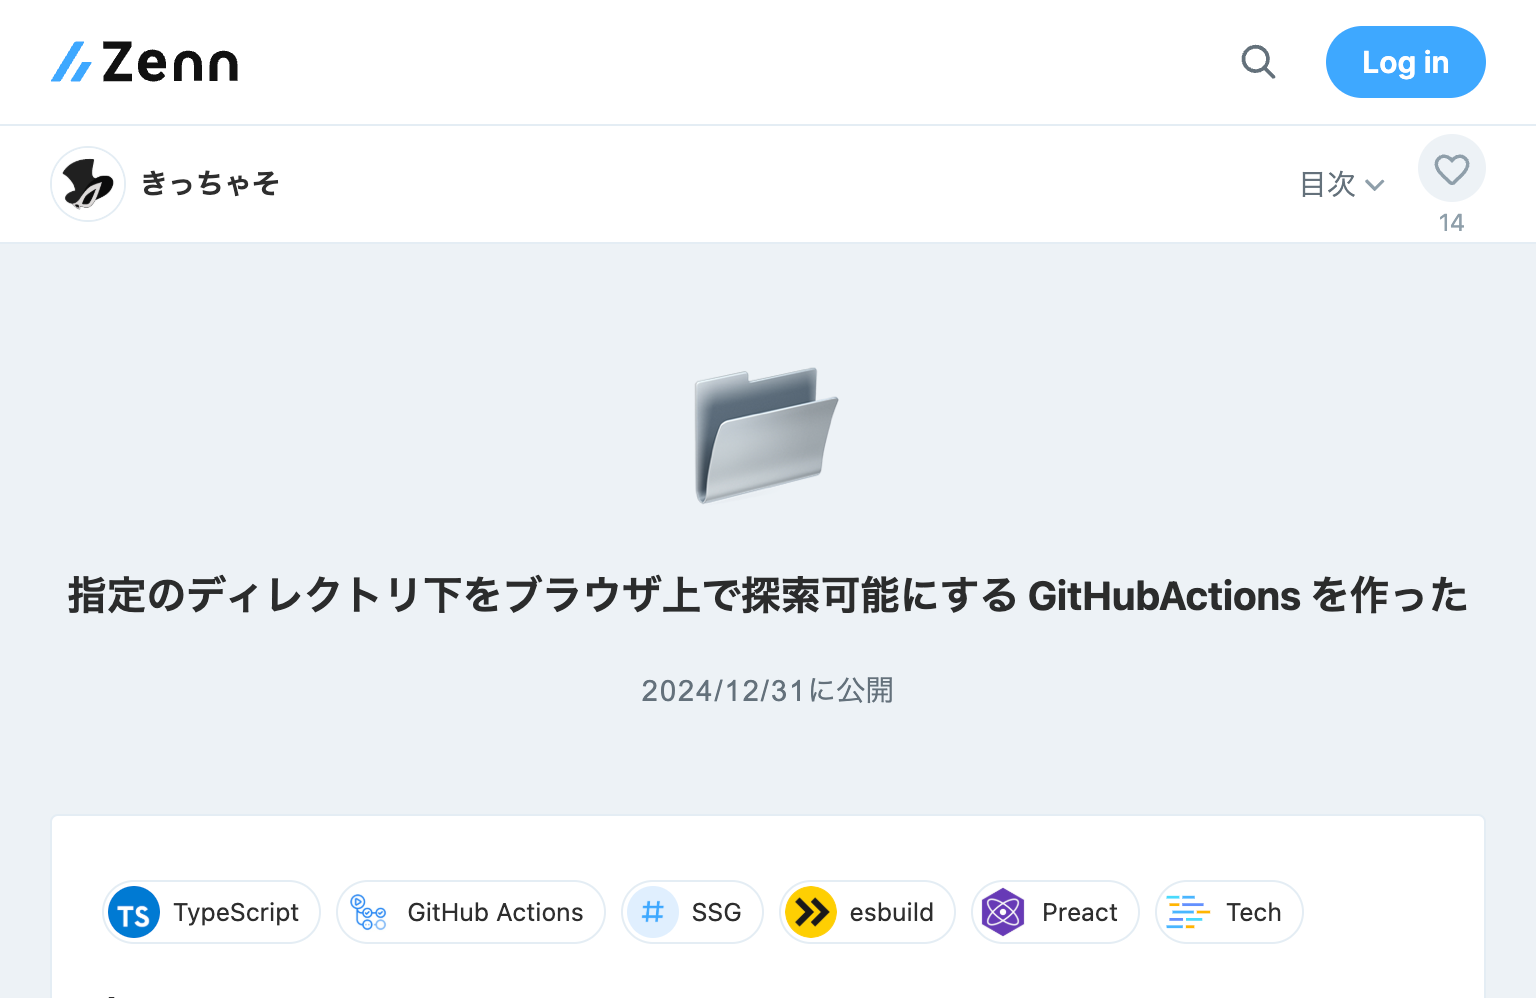 Zenn
Log in
きっちゃそ
目次
14
指定のディレクトリ下をブラウザ上で探索可能にする GitHubActions を作った
2024/12/31に公開
TS TypeScript
GitHub Actions
# SSG
esbuild
Preact
Tech